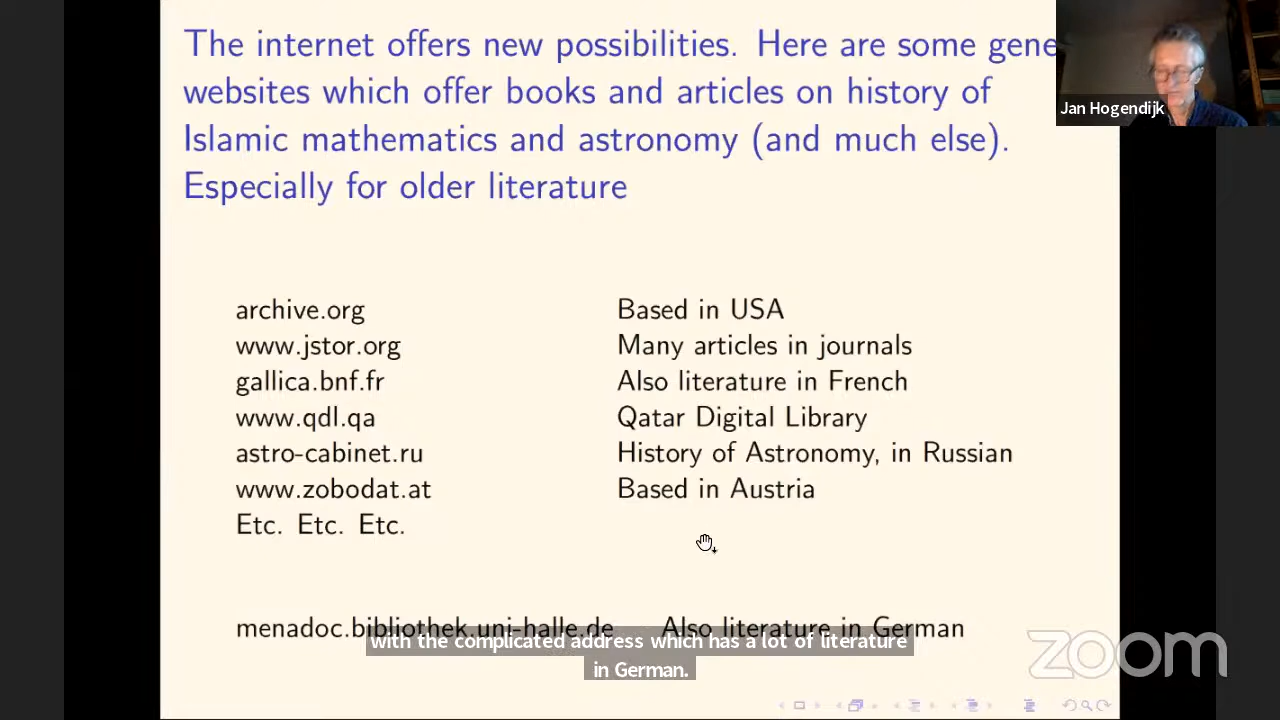 The internet offers new possibilities. Here are some gene
websites which offer books and articles on history of
Islamic mathematics and astronomy (and much else).
Especially for older literature
Jan Hogendijk
archive.org Based in USA
www.jstor.org Many articles in journals
gallica.bnf.fr Also literature in French
www.qdl.qa Qatar Digital Library
astro-cabinet.ru History of Astronomy, in Russian
www.zobodat.at Based in Austria
Etc. Etc. Etc.
menadoc.bibliothek.uni-halle.de Also literature in German
with the complicated address which has a lot of literature
in German.
zoom